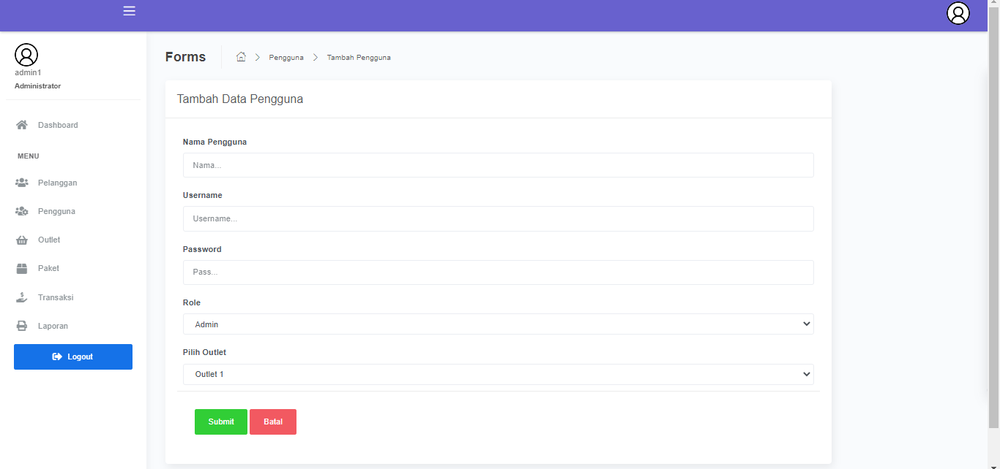 admin1
Administrator
Dashboard
MENU
Pelanggan
Pengguna
Outlet
Paket
Transaksi
Laporan
Logout
Forms Pengguna Tambah Pengguna
Tambah Data Pengguna
Nama Pengguna
Nama...
Username
Username...
Password
Pass...
Role
Admin
Pilih Outlet
Outlet 1
Submit Batal